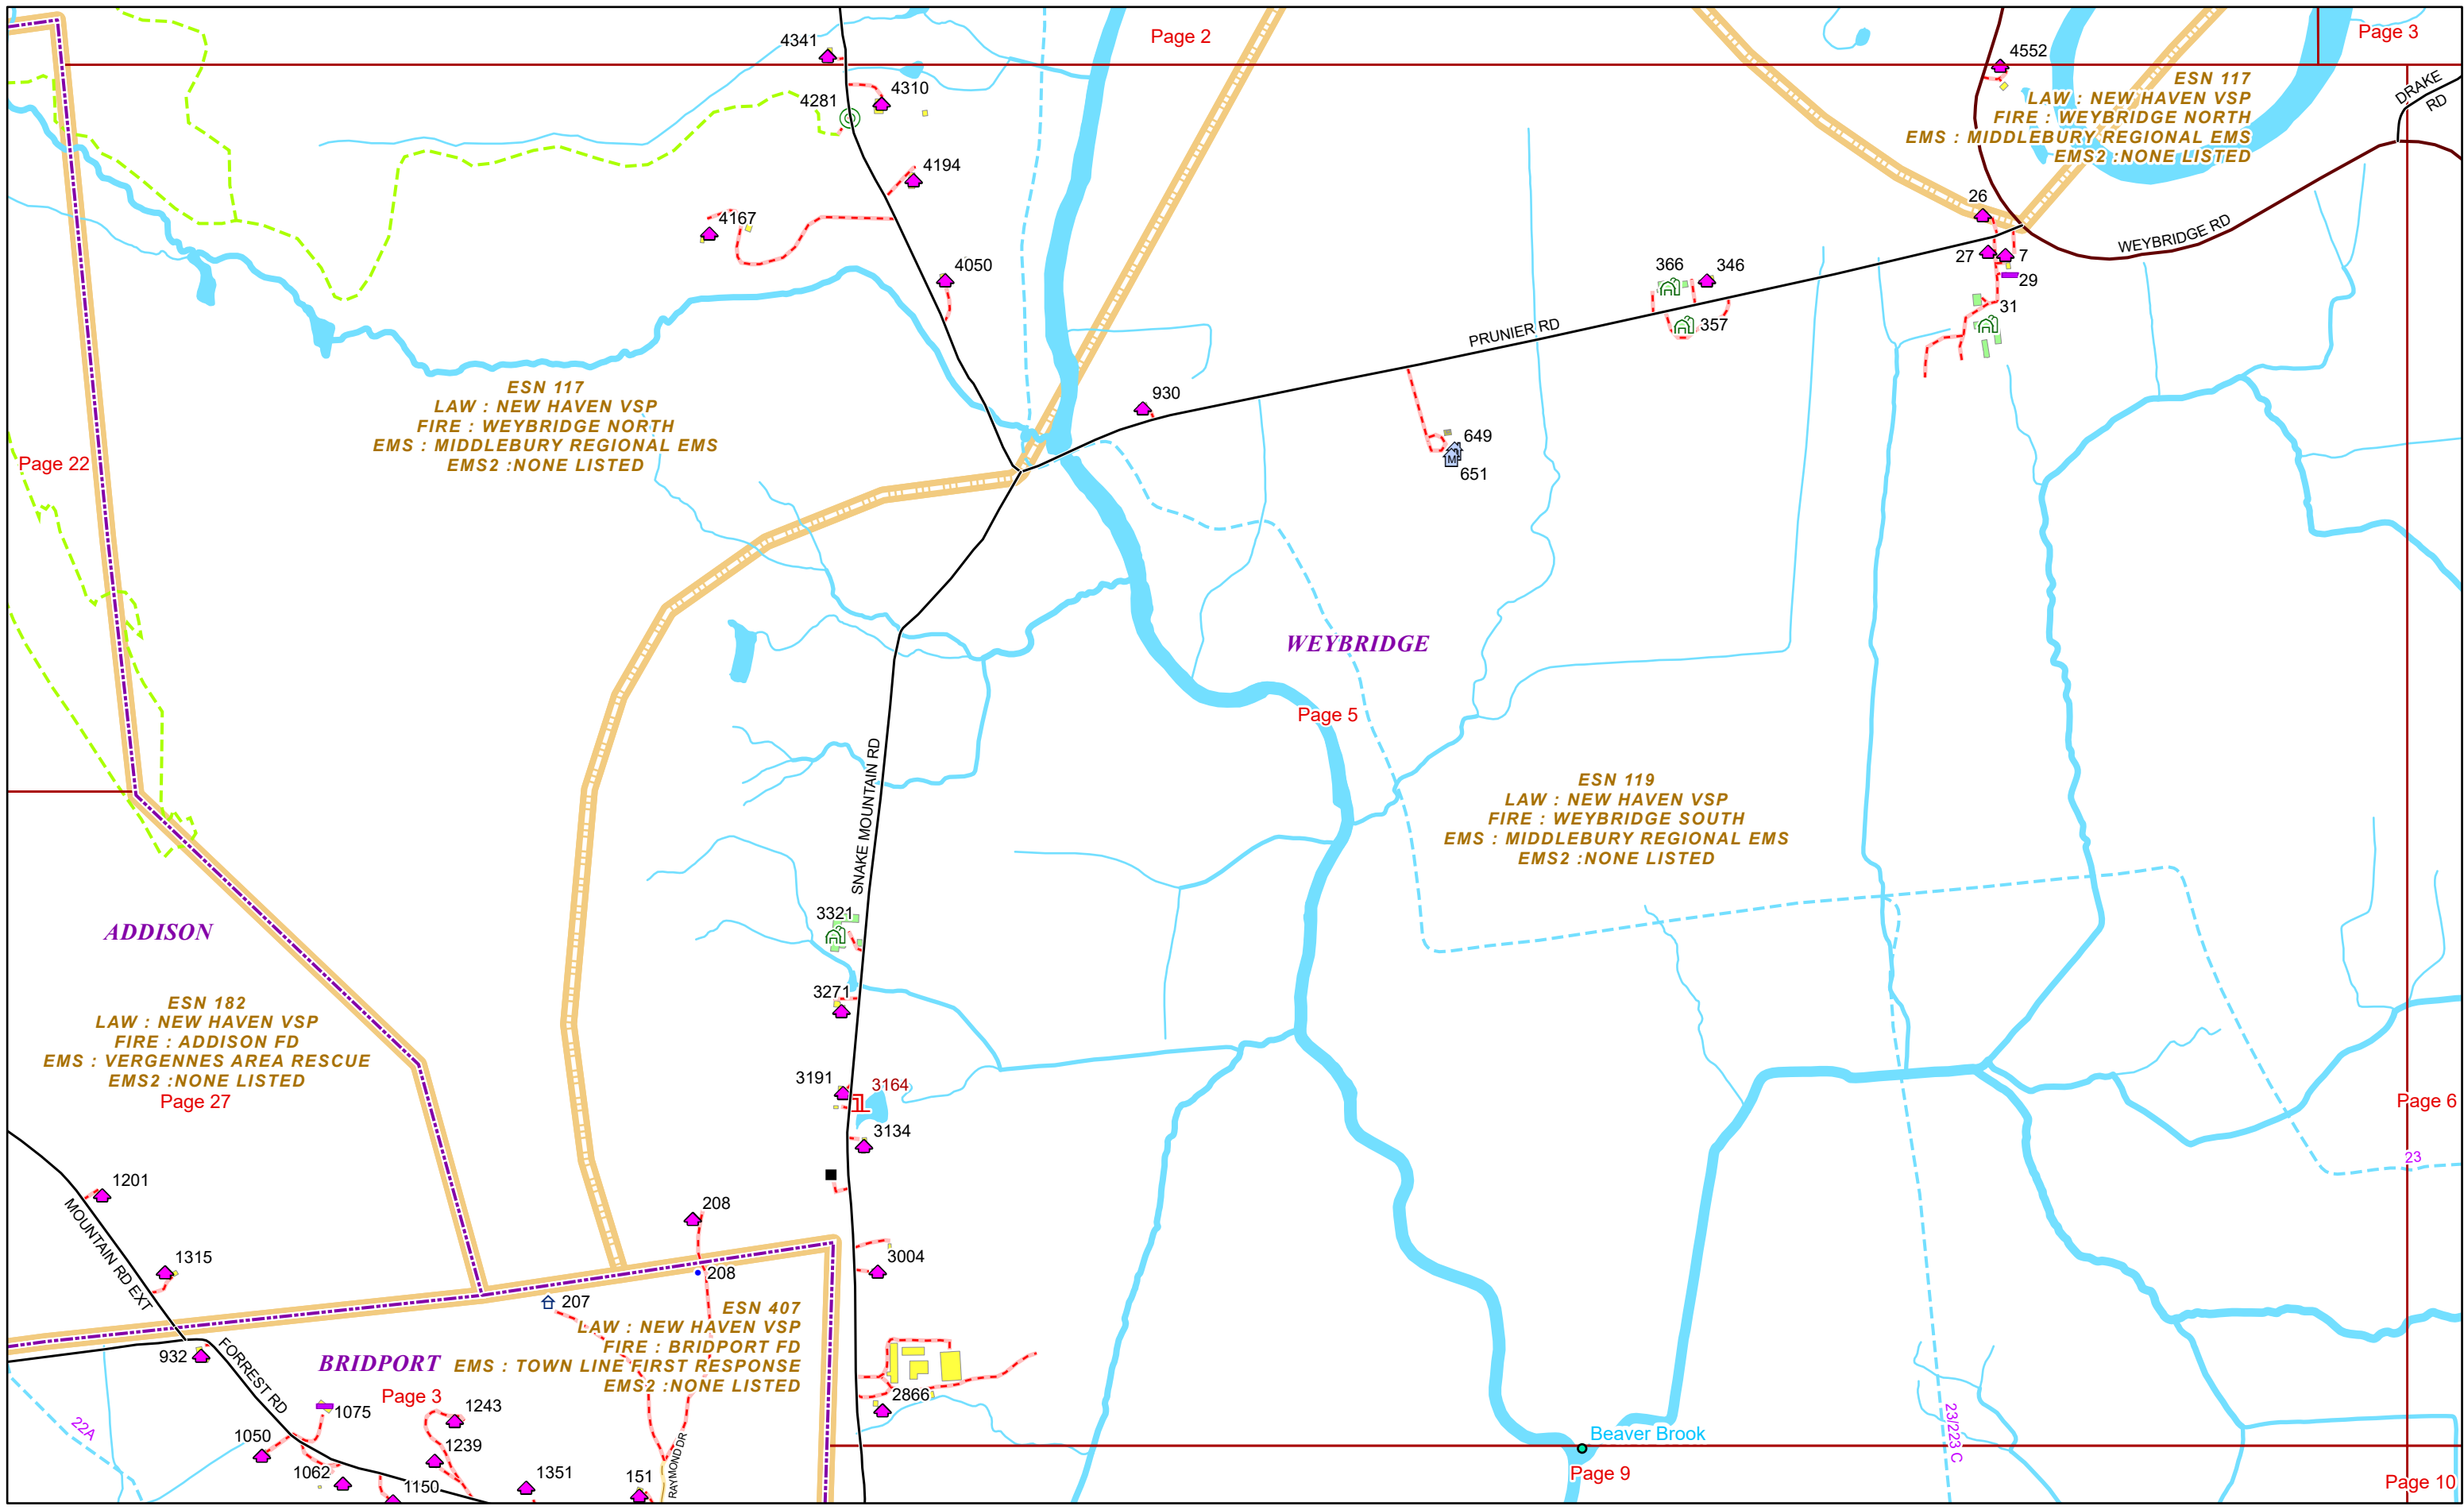 Page 2
Page 3
4341
4552
4310
4281
ESN 117
LAW : NEW HAVEN VSP
FIRE : WEYBRIDGE NORTH
EMS : MIDDLEBURY REGIONAL EMS
EMS2 :NONE LISTED
DRAKE
RD
4194
4167
26
WEYBRIDGE RD
4050
27
7
29
366
346
31
357
PRUNIER RD
ESN 117
LAW : NEW HAVEN VSP
FIRE : WEYBRIDGE NORTH
EMS : MIDDLEBURY REGIONAL EMS
EMS2 :NONE LISTED
930
649
M
651
Page 22
WEYBRIDGE
Page 5
SNAKE MOUNTAIN RD
ESN 119
LAW : NEW HAVEN VSP
FIRE : WEYBRIDGE SOUTH
EMS : MIDDLEBURY REGIONAL EMS
EMS2 :NONE LISTED
3321
ADDISON
3271
ESN 182
LAW : NEW HAVEN VSP
FIRE : ADDISON FD
EMS : VERGENNES AREA RESCUE
EMS2 :NONE LISTED
Page 27
3191
3164
3134
Page 6
23
1201
MOUNTAIN RD EXT
208
1315
3004
208
207
ESN 407
LAW : NEW HAVEN VSP
FIRE : BRIDPORT FD
EMS : TOWN LINE FIRST RESPONSE
EMS2 :NONE LISTED
932
FORREST RD
BRIDPORT
Page 3
2866
1075
1243
22A
1050
1239
1062
1150
1351
151
RAYMOND DR
23/223 C
Beaver Brook
Page 9
Page 10